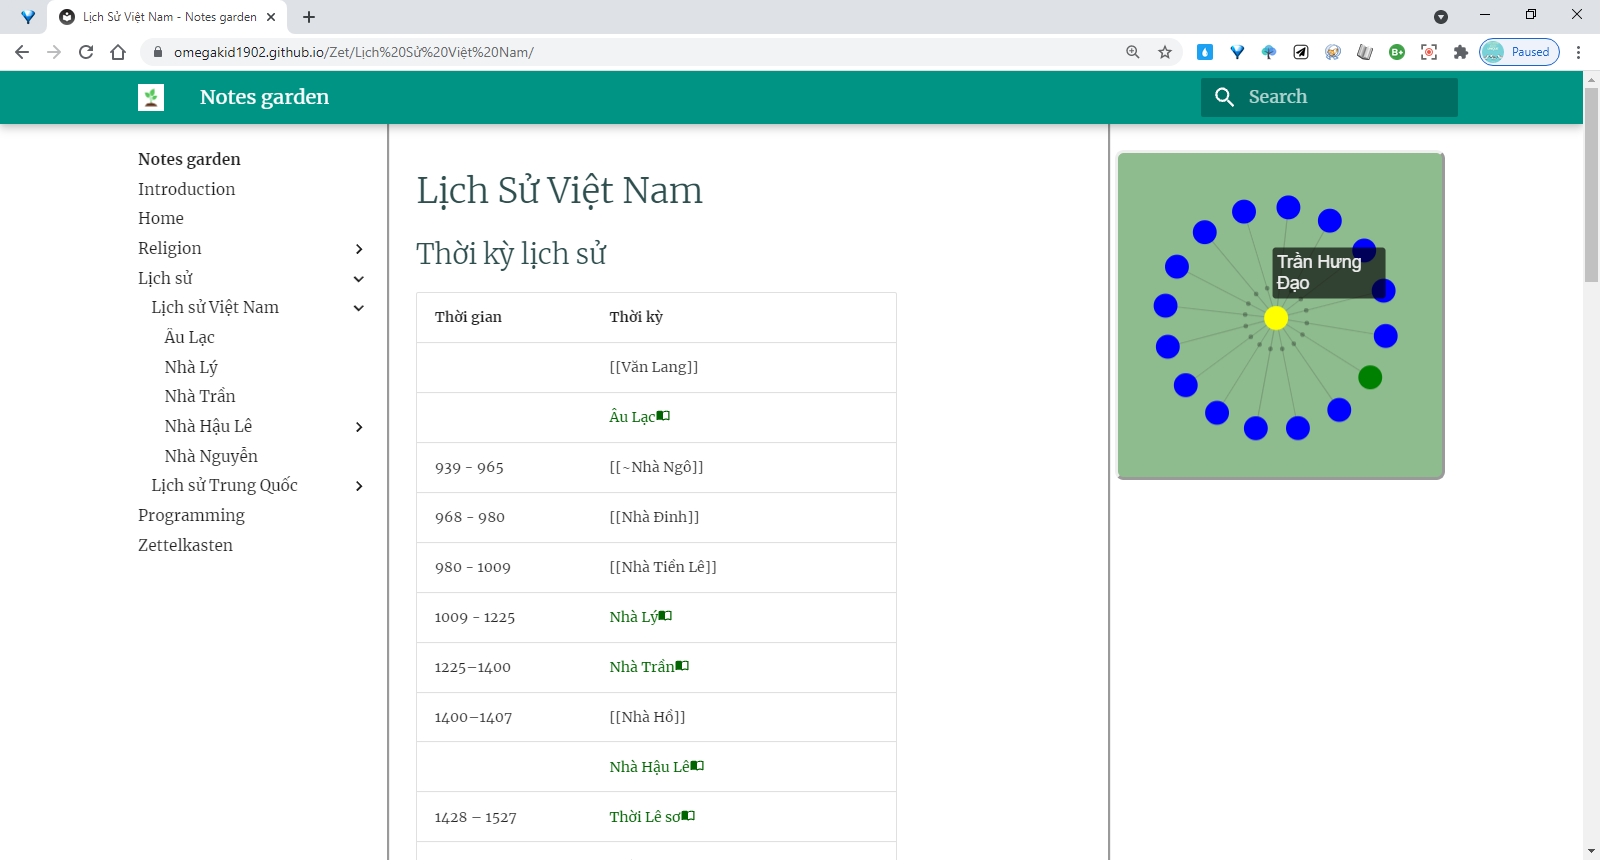 Lịch Sử Việt Nam - Notes garden
omegakid1902.github.io/Zet/Lịch%20Sử%20Việt%20Nam/
B+
Paused
Notes garden
Search
Notes garden
Introduction
Home
Religion
Lịch sử
Lịch sử Việt Nam
Âu Lạc
Nhà Lý
Nhà Trần
Nhà Hậu Lê
Nhà Nguyễn
Lịch sử Trung Quốc
Programming
Zettelkasten
Lịch Sử Việt Nam
Thời kỳ lịch sử
Thời gian Thời kỳ
[[Văn Lang]]
Âu Lạc
939 - 965 [[~Nhà Ngô]]
968 - 980 [[Nhà Đinh]]
980 - 1009 [[Nhà Tiền Lê]]
1009 - 1225 Nhà Lý
1225–1400 Nhà Trần
1400–1407 [[Nhà Hồ]]
Nhà Hậu Lê
1428 – 1527 Thời Lê sơ
Trần Hưng
Đạo